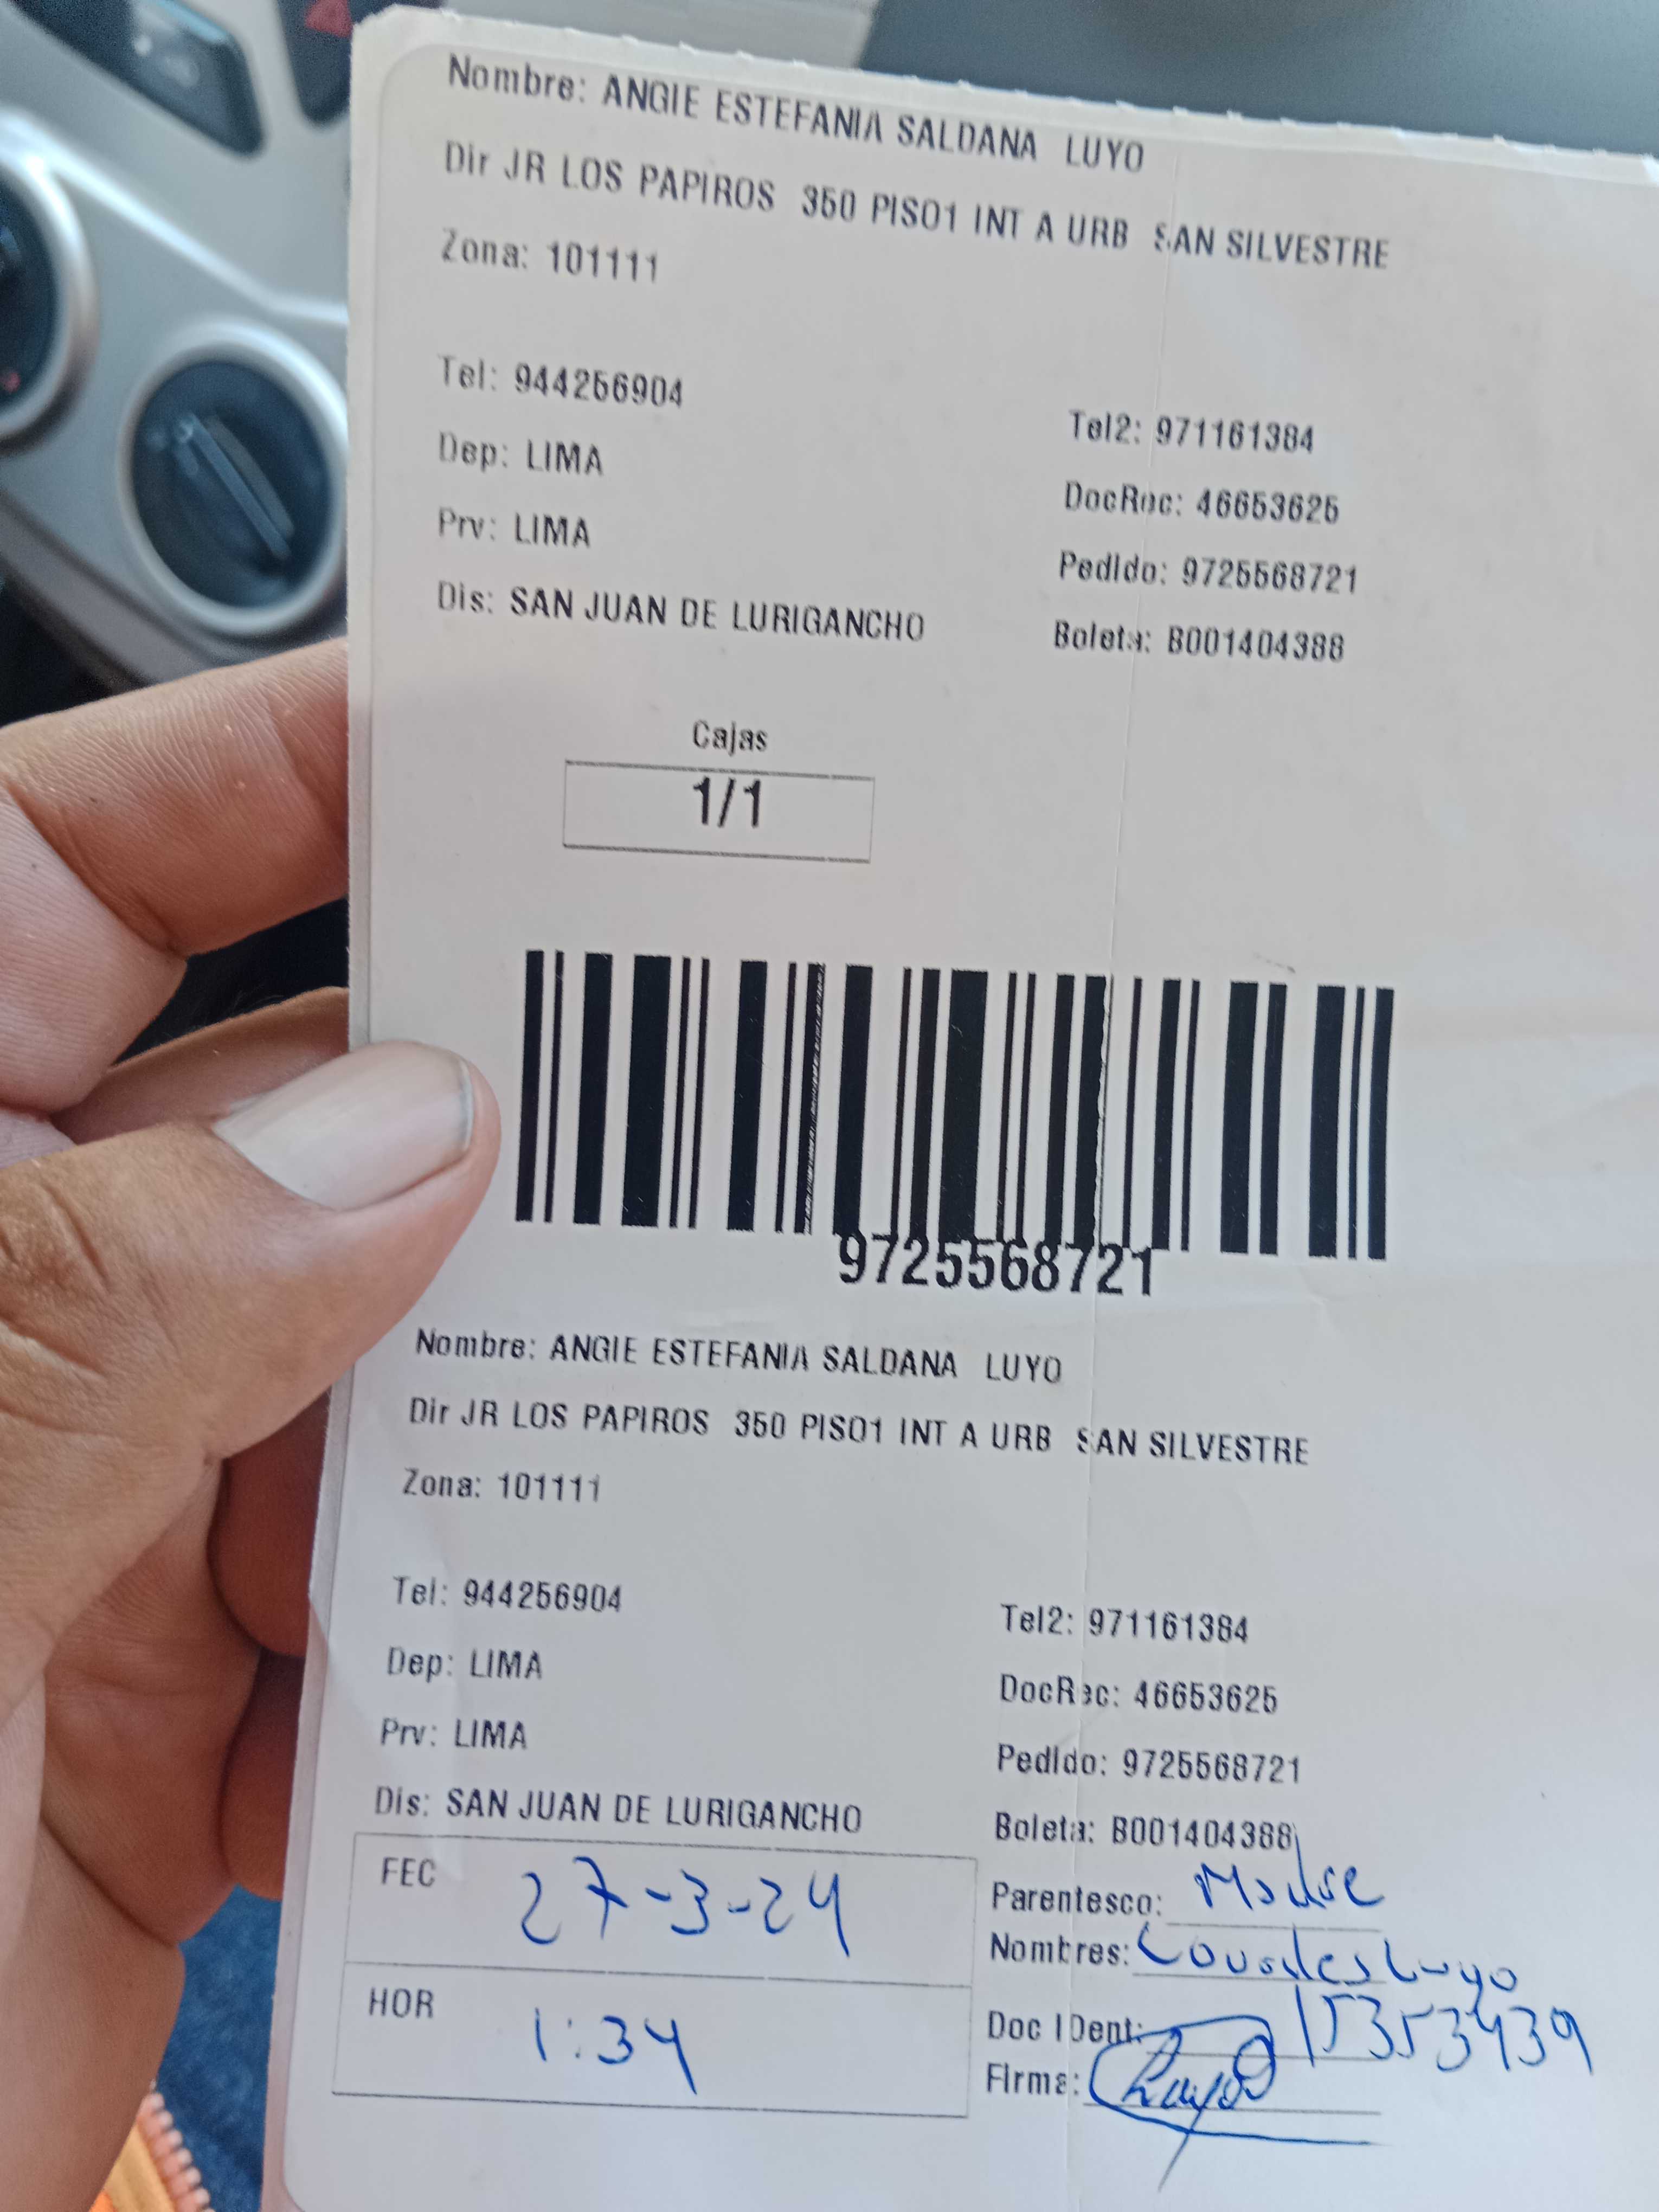 Nombre: ANGIE ESTEFANIA SALDANA LUYO
Dir JR LOS PAPIROS 350 PISO1 INT A URB SAN SILVESTRE
Zona: 101111
Tel: 944256904 Tel2: 971161384
Dep: LIMA DocRec: 46653625
Prv: LIMA Pedido: 9725568721
Dis: SAN JUAN DE LURIGANCHO Boleta: B001404388
Cajas
1/1
9725568721
Nombre: ANGIE ESTEFANIA SALDANA LUYO
Dir JR LOS PAPIROS 350 PISO1 INT A URB SAN SILVESTRE
Zona: 101111
Tel: 944256904 Tel2: 971161384
Dep: LIMA DocRec: 46653625
Prv: LIMA Pedido: 9725568721
Dis: SAN JUAN DE LURIGANCHO Boleta: B001404388
FEC 27-3-24 Parentesco: Madre
Nombres: Luyo
HOR 1:34 Doc IDent: 15353439
Firma: